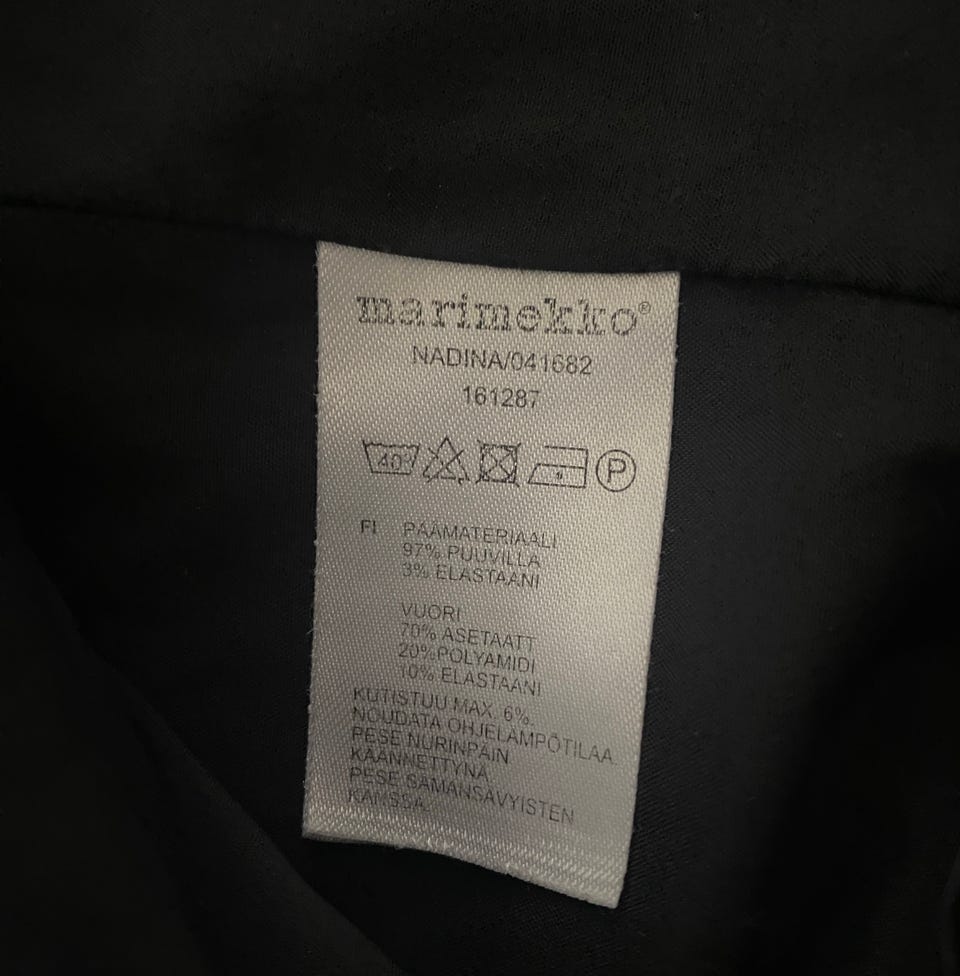 marimekko®
NADINA/041682
161287
40° P
FI PÄÄMATERIAALI
97% PUUVILLA
3% ELASTAANI
VUORI
70% ASETAATT
20%POLYAMIDI
10% ELASTAANI
KUTISTUU MAX. 6%.
NOUDATA OHJELÄMPÖTILAA.
PESE NURINPÄIN
KÄÄNNETTYNÄ.
PESE SAMANSÄVYISTEN
KANSSA.